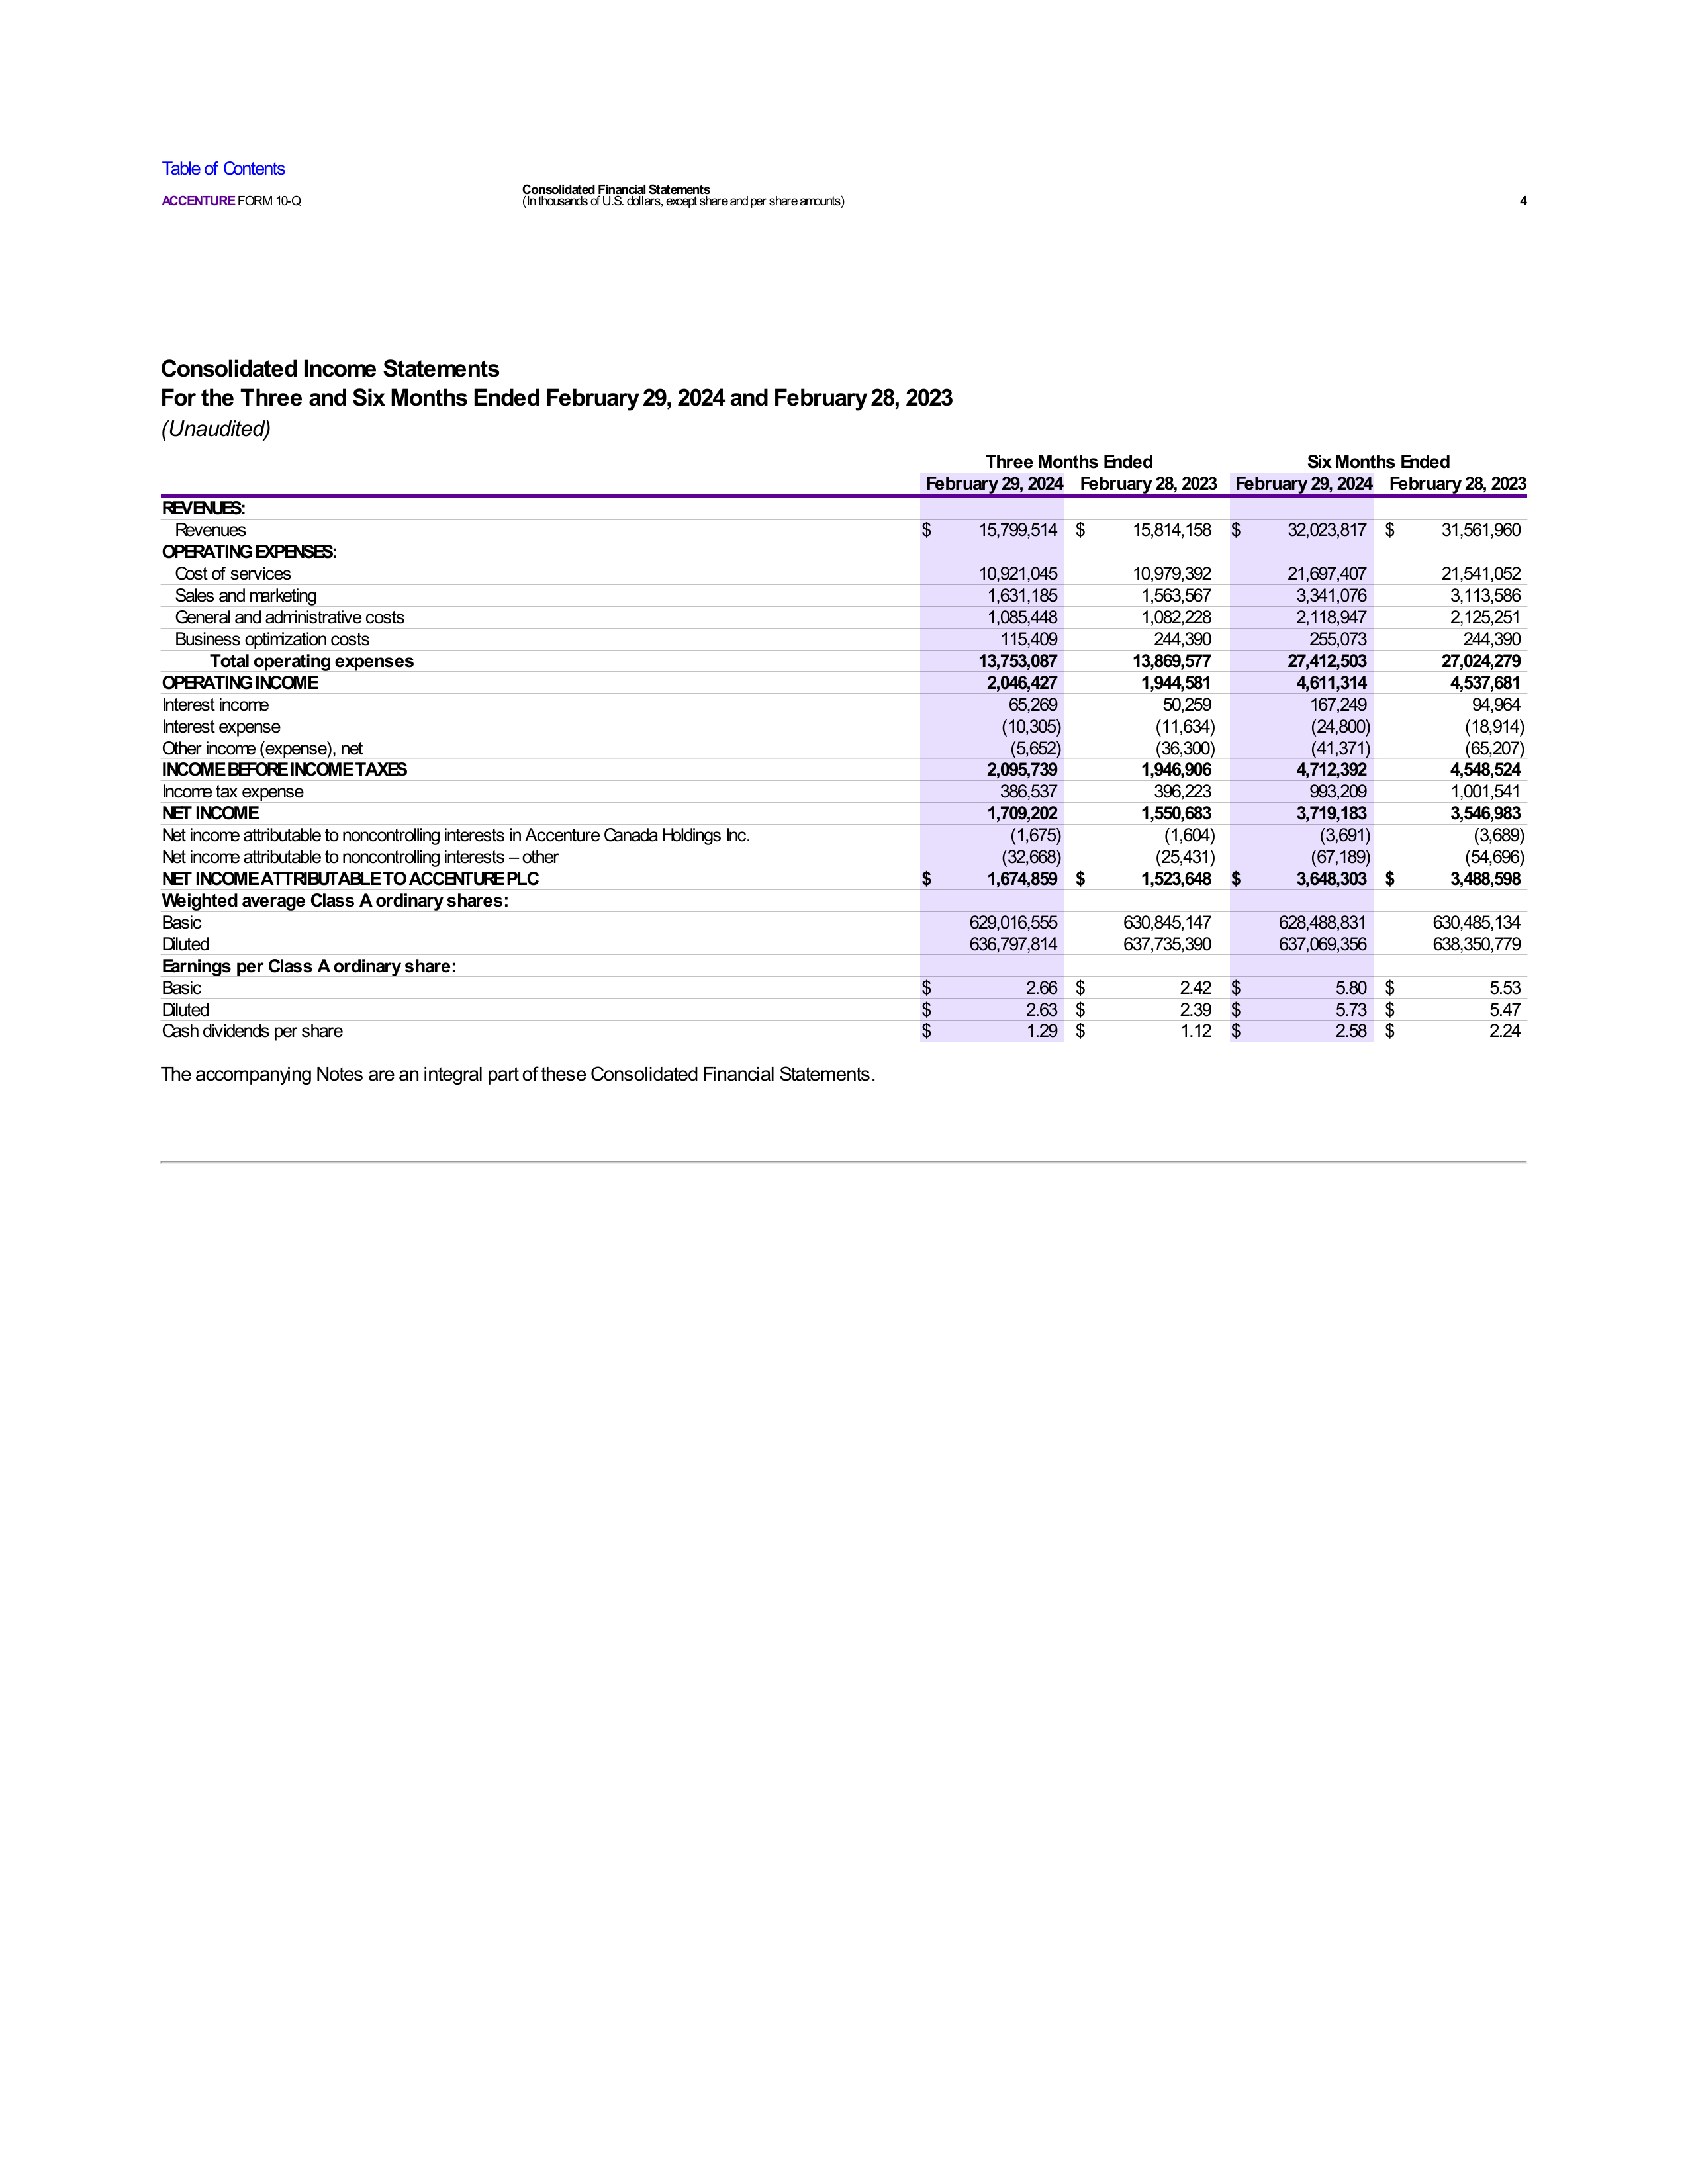 Table of Contents
Consolidated Financial Statements
ACCENTURE FORM 10-Q (In thousands of U.S. dollars, except share and per share amounts) 4
Consolidated Income Statements
For the Three and Six Months Ended February 29, 2024 and February 28, 2023
(Unaudited)
Three Months Ended Six Months Ended
February 29, 2024 February 28, 2023 February 29, 2024 February 28, 2023
REVENUES:
Revenues $ 15,799,514 $ 15,814,158 $ 32,023,817 $ 31,561,960
OPERATING EXPENSES:
Cost of services 10,921,045 10,979,392 21,697,407 21,541,052
Sales and marketing 1,631,185 1,563,567 3,341,076 3,113,586
General and administrative costs 1,085,448 1,082,228 2,118,947 2,125,251
Business optimization costs 115,409 244,390 255,073 244,390
Total operating expenses 13,753,087 13,869,577 27,412,503 27,024,279
OPERATING INCOME 2,046,427 1,944,581 4,611,314 4,537,681
Interest income 65,269 50,259 167,249 94,964
Interest expense (10,305) (11,634) (24,800) (18,914)
Other income (expense), net (5,652) (36,300) (41,371) (65,207)
INCOME BEFORE INCOME TAXES 2,095,739 1,946,906 4,712,392 4,548,524
Income tax expense 386,537 396,223 993,209 1,001,541
NET INCOME 1,709,202 1,550,683 3,719,183 3,546,983
Net income attributable to noncontrolling interests in Accenture Canada Holdings Inc. (1,675) (1,604) (3,691) (3,689)
Net income attributable to noncontrolling interests – other (32,668) (25,431) (67,189) (54,696)
NET INCOME ATTRIBUTABLE TO ACCENTURE PLC $ 1,674,859 $ 1,523,648 $ 3,648,303 $ 3,488,598
Weighted average Class A ordinary shares:
Basic 629,016,555 630,845,147 628,488,831 630,485,134
Diluted 636,797,814 637,735,390 637,069,356 638,350,779
Earnings per Class A ordinary share:
Basic $ 2.66 $ 2.42 $ 5.80 $ 5.53
Diluted $ 2.63 $ 2.39 $ 5.73 $ 5.47
Cash dividends per share $ 1.29 $ 1.12 $ 2.58 $ 2.24
The accompanying Notes are an integral part of these Consolidated Financial Statements.